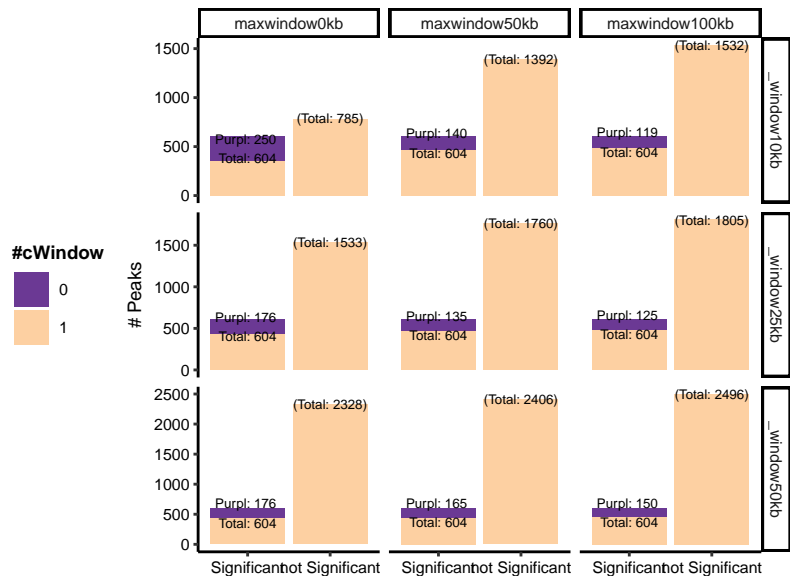 maxwindow0kb
maxwindow50kb
maxwindow100kb
1500
1000
500
0
Purpl: 250
Total: 604
(Total: 785)
Purpl: 140
Total: 604
(Total: 1392)
Purpl: 119
Total: 604
(Total: 1532)
_window10kb
1500
1000
500
0
Purpl: 176
Total: 604
(Total: 1533)
Purpl: 135
Total: 604
(Total: 1760)
Purpl: 125
Total: 604
(Total: 1805)
_window25kb
# Peaks
#cWindow
0
1
2500
2000
1500
1000
500
0
Purpl: 176
Total: 604
(Total: 2328)
Purpl: 165
Total: 604
(Total: 2406)
Purpl: 150
Total: 604
(Total: 2496)
_window50kb
Significant
not Significant
Significant
not Significant
Significant
not Significant